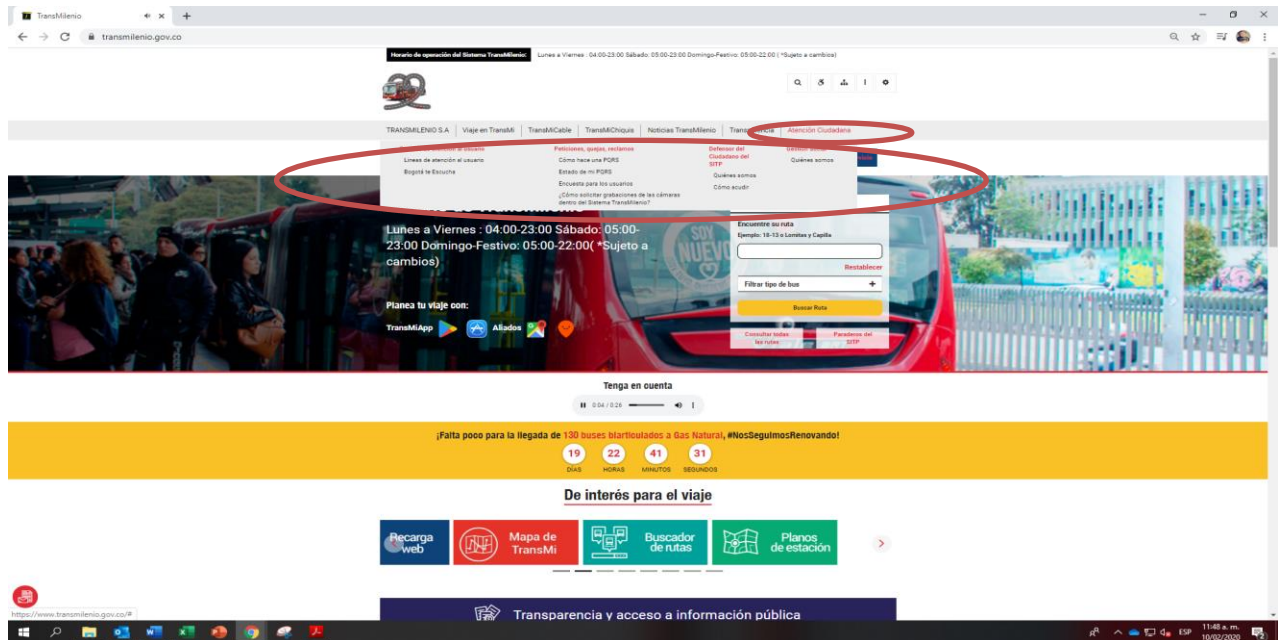 TransMilenio
transmilenio.gov.co
Horario de operación del Sistema TransMilenio: Lunes a Viernes : 04:00-23:00 Sábado: 05:00-23:00 Domingo-Festivo: 05:00-22:00 ( *Sujeto a cambios)
TRANSMILENIO S.A | Viaje en TransMi | TransMiCable | TransMiChiquis | Noticias TransMilenio | | Atención Ciudadana
Líneas de atención al usuario
Bogotá te Escucha
Peticiones, quejas, reclamos
Cómo hace una PQRS
Estado de mi PQRS
Encuesta para los usuarios
¿Cómo solicitar grabaciones de las cámaras
dentro del Sistema TransMilenio?
Defensor del
Ciudadano del
SITP
Quiénes somos
Cómo acudir
Quiénes somos
Lunes a Viernes : 04:00-23:00 Sábado: 05:00-
23:00 Domingo-Festivo: 05:00-22:00( *Sujeto a
cambios)
Planea tu viaje con:
TransMiApp Aliados
SOY
NUEVO
Encuentre su ruta
Ejemplo: 18-13 o Lomitas y Capilla
Restablecer
Filtrar tipo de bus +
Buscar Ruta
Consultar todas
las rutas
Paraderos del
SITP
Tenga en cuenta
0:04 / 0:26
¡Falta poco para la llegada de 130 buses biarticulados a Gas Natural, #NosSeguimosRenovando!
19 22 41 31
DÍAS HORAS MINUTOS SEGUNDOS
De interés para el viaje
Recarga
web
Mapa de
TransMi
Buscador
de rutas
Planos
de estación
Transparencia y acceso a información pública
https://www.transmilenio.gov.co/#
ESP
11:48 a. m.
10/02/2020